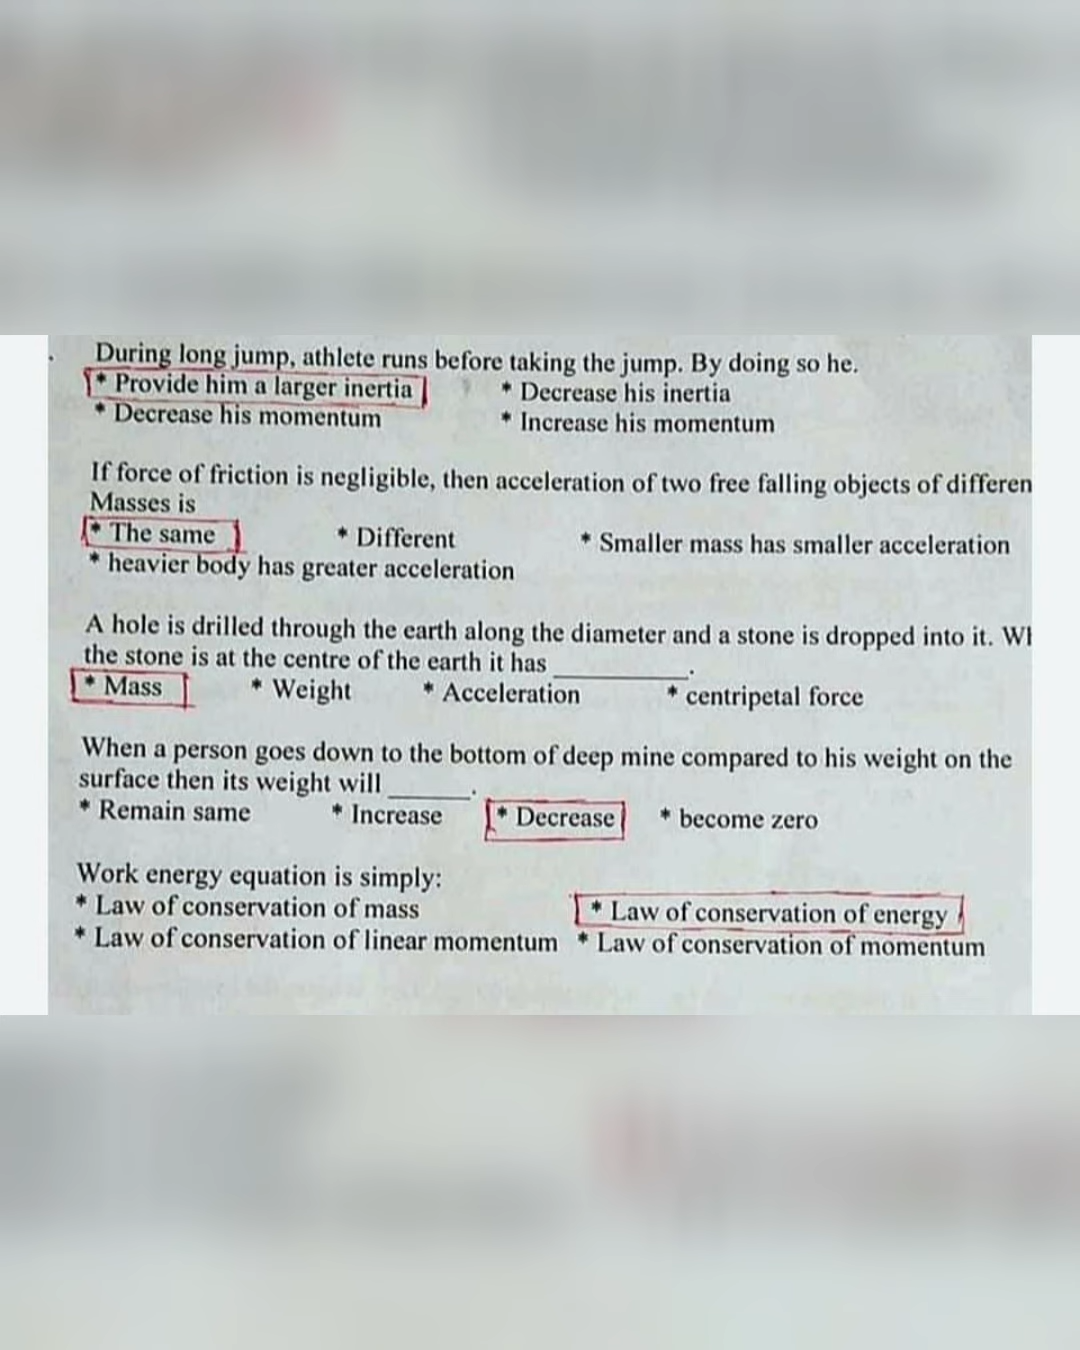 During long jump, athlete runs before taking the jump. By doing so he.
* Provide him a larger inertia * Decrease his inertia
* Decrease his momentum * Increase his momentum
If force of friction is negligible, then acceleration of two free falling objects of differen
Masses is
* The same * Different * Smaller mass has smaller acceleration
* heavier body has greater acceleration
A hole is drilled through the earth along the diameter and a stone is dropped into it.
the stone is at the centre of the earth it has ____________.
* Mass * Weight * Acceleration * centripetal force
When a person goes down to the bottom of deep mine compared to his weight on the
surface then its weight will _______.
* Remain same * Increase * Decrease * become zero
Work energy equation is simply:
* Law of conservation of mass * Law of conservation of energy
* Law of conservation of linear momentum * Law of conservation of momentum